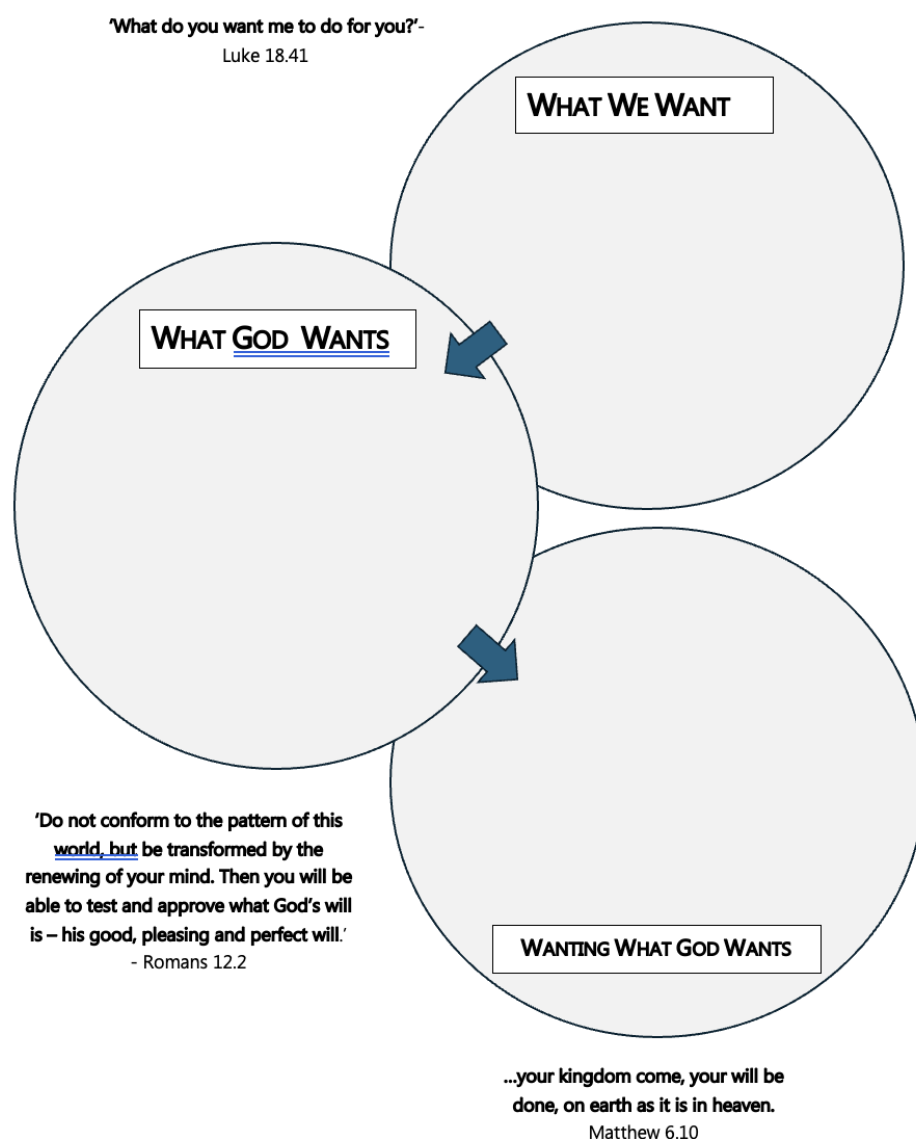 ‘What do you want me to do for you?’-
Luke 18.41
WHAT WE WANT
WHAT GOD  WANTS
‘Do not conform to the pattern of this
world, but be transformed by the
renewing of your mind. Then you will be
able to test and approve what God’s will
is – his good, pleasing and perfect will.’
- Romans 12.2
WANTING WHAT GOD WANTS
...your kingdom come, your will be
done, on earth as it is in heaven.
Matthew 6.10